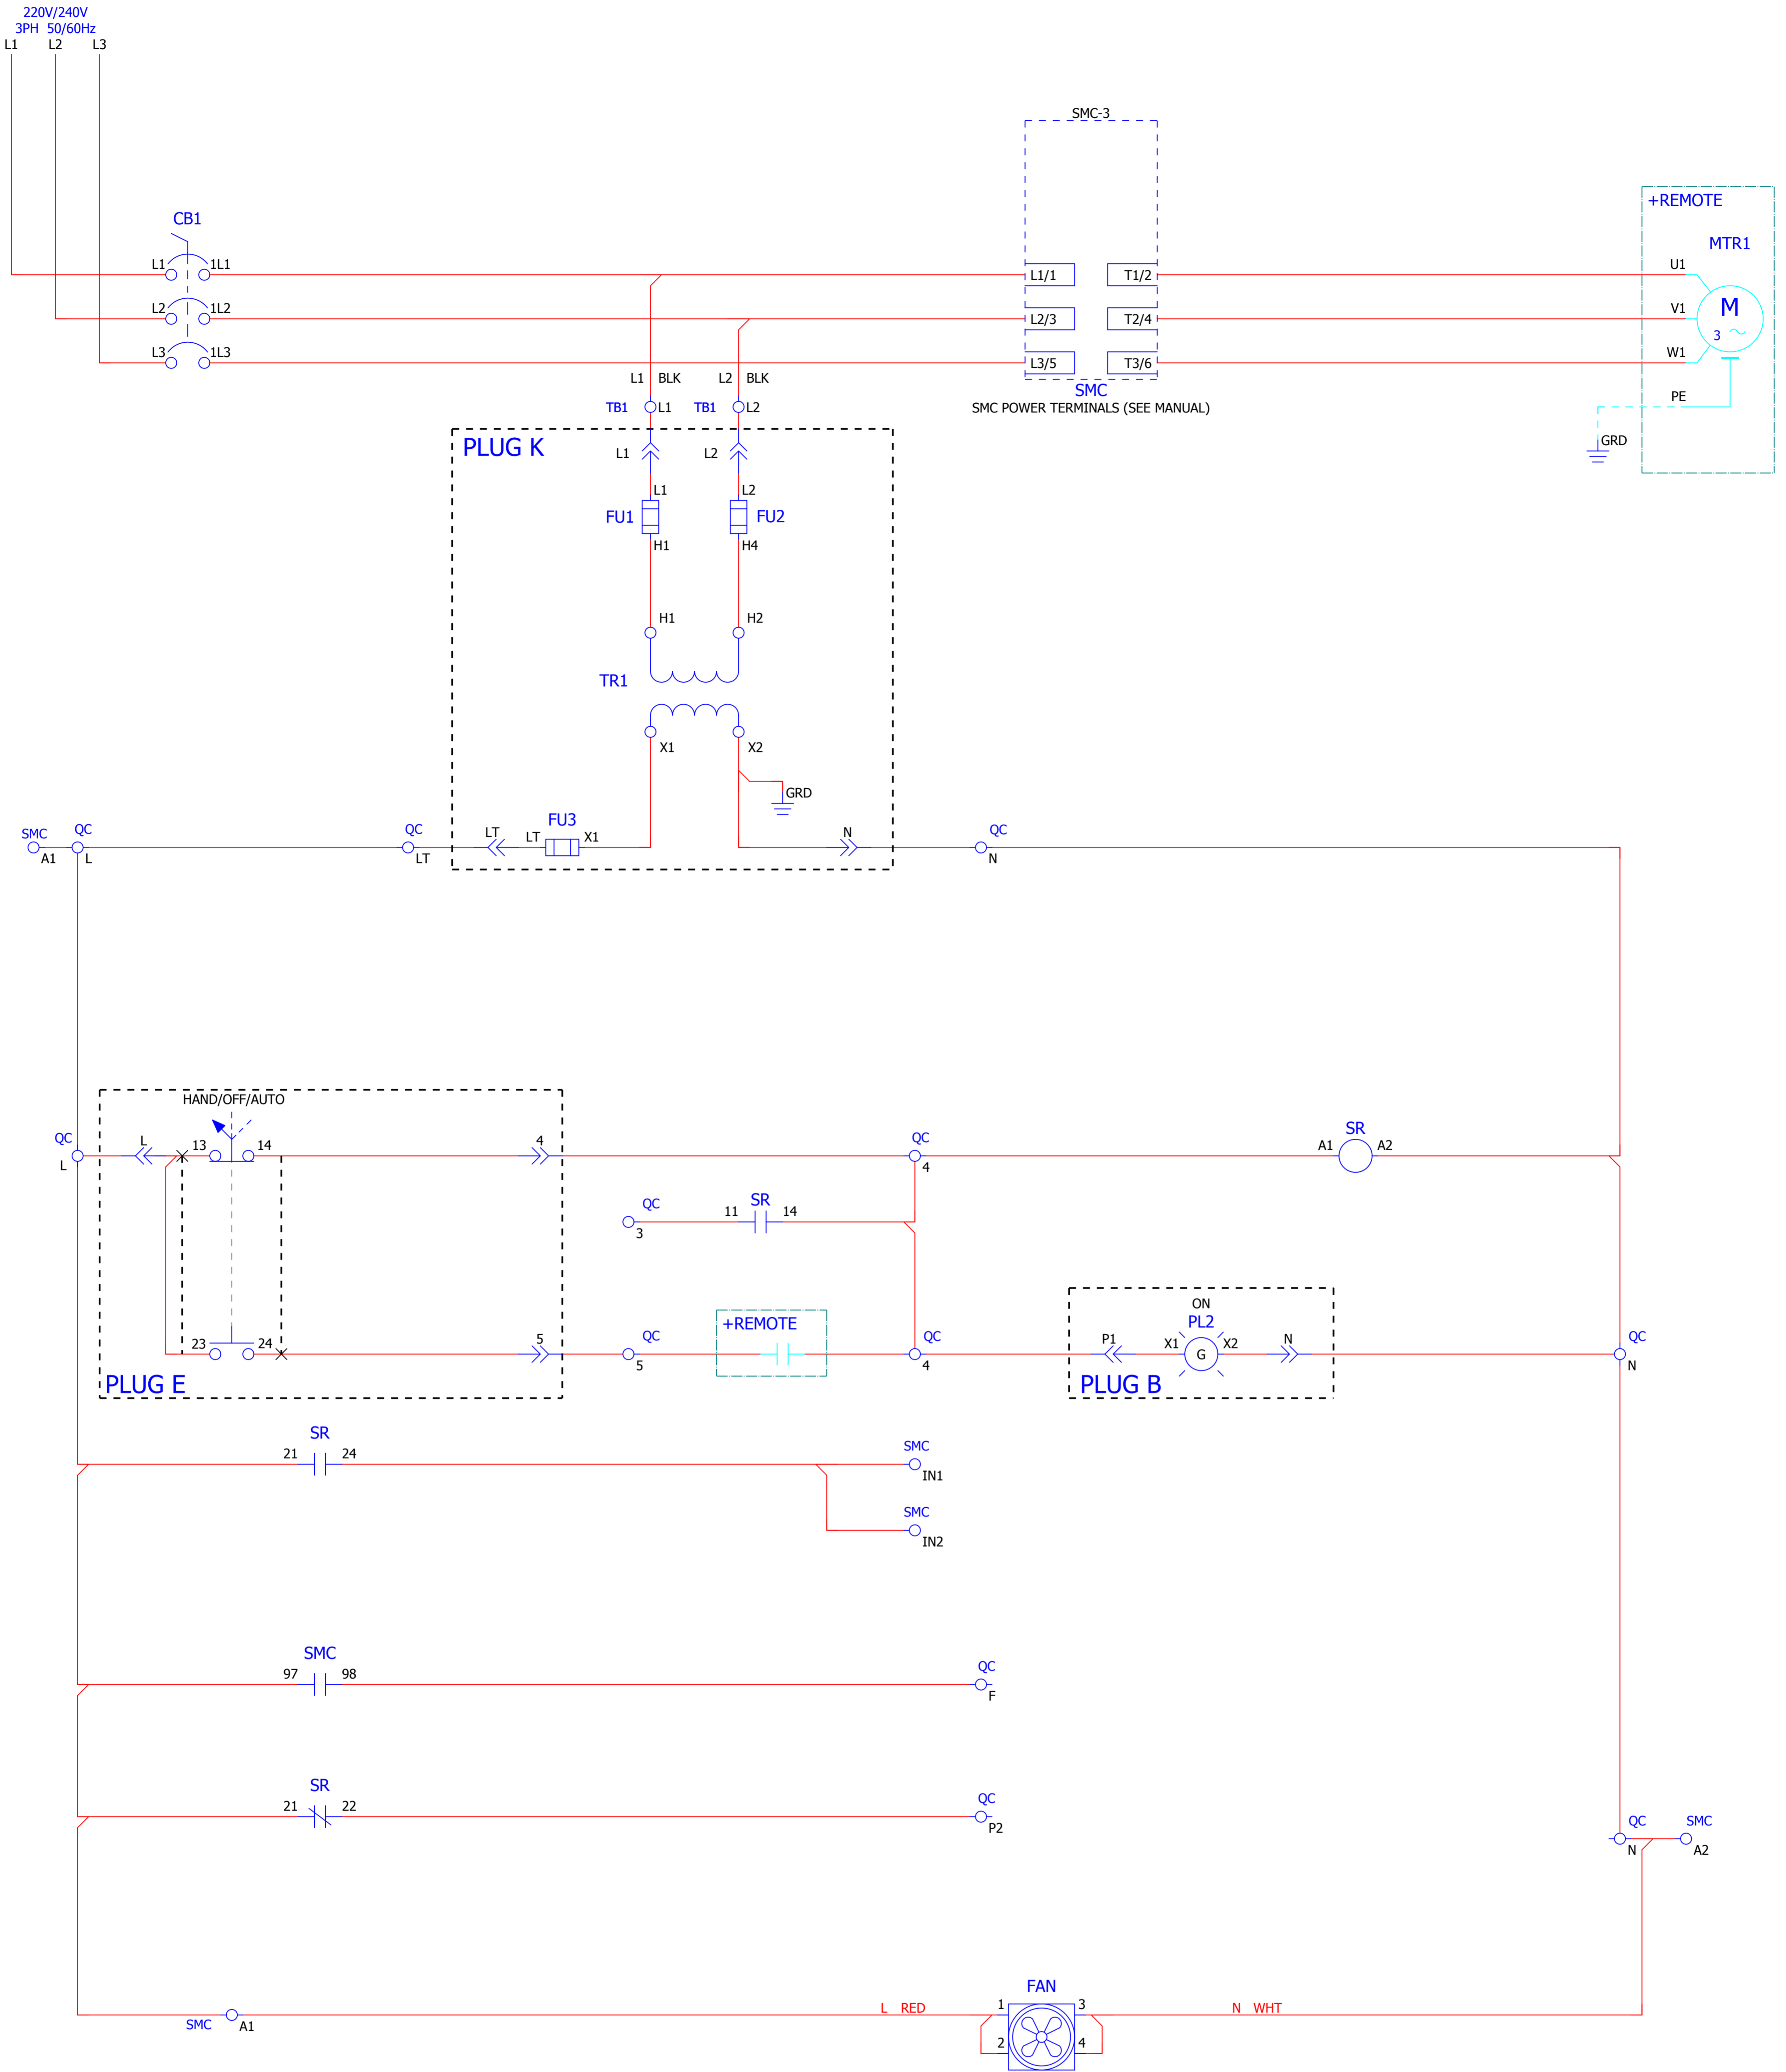 220V/240V
3PH 50/60Hz
L1 L2 L3
SMC-3
+REMOTE
CB1
MTR1
L1 1L1 L1/1 T1/2 U1
L2 1L2 L2/3 T2/4 V1
M
3
L3 1L3 L3/5 T3/6 W1
L1 BLK L2 BLK
SMC
TB1 L1 TB1 L2
SMC POWER TERMINALS (SEE MANUAL)
PE
GRD
PLUG K
L1 L2
L1 L2
FU1 FU2
H1 H4
H1 H2
TR1
X1 X2
GRD
FU3
SMC QC QC LT LT X1 N QC
A1 L LT N
HAND/OFF/AUTO
QC L 13 14 4 QC A1 SR A2
L 4
QC 11 SR 14
3
+REMOTE
ON
PL2
23 24 5 QC QC P1 X1 G X2 N QC
5 4 N
PLUG E
PLUG B
SR
21 24 SMC
IN1
SMC
IN2
SMC
97 98 QC
F
SR
21 22 QC
P2
QC SMC
N A2
FAN
L RED 1 3 N WHT
SMC A1
2 4